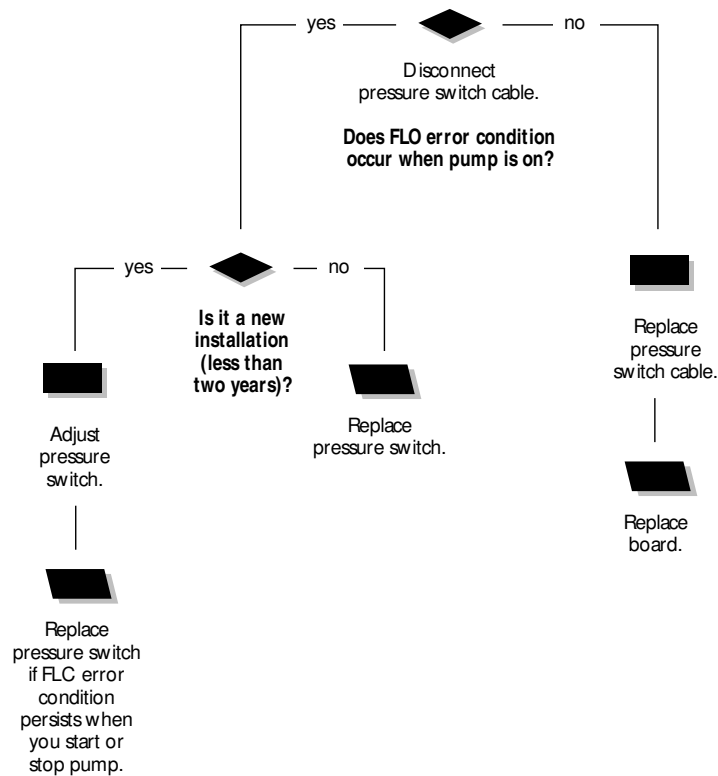 yes
no
Disconnect
pressure switch cable.
Does FLO error condition
occur when pump is on?
yes
no
Is it a new
installation
(less than
two years)?
Replace
pressure
switch cable.
Adjust
pressure
switch.
Replace
pressure switch.
Replace
board.
Replace
pressure switch
if FLC error
condition
persists when
you start or
stop pump.